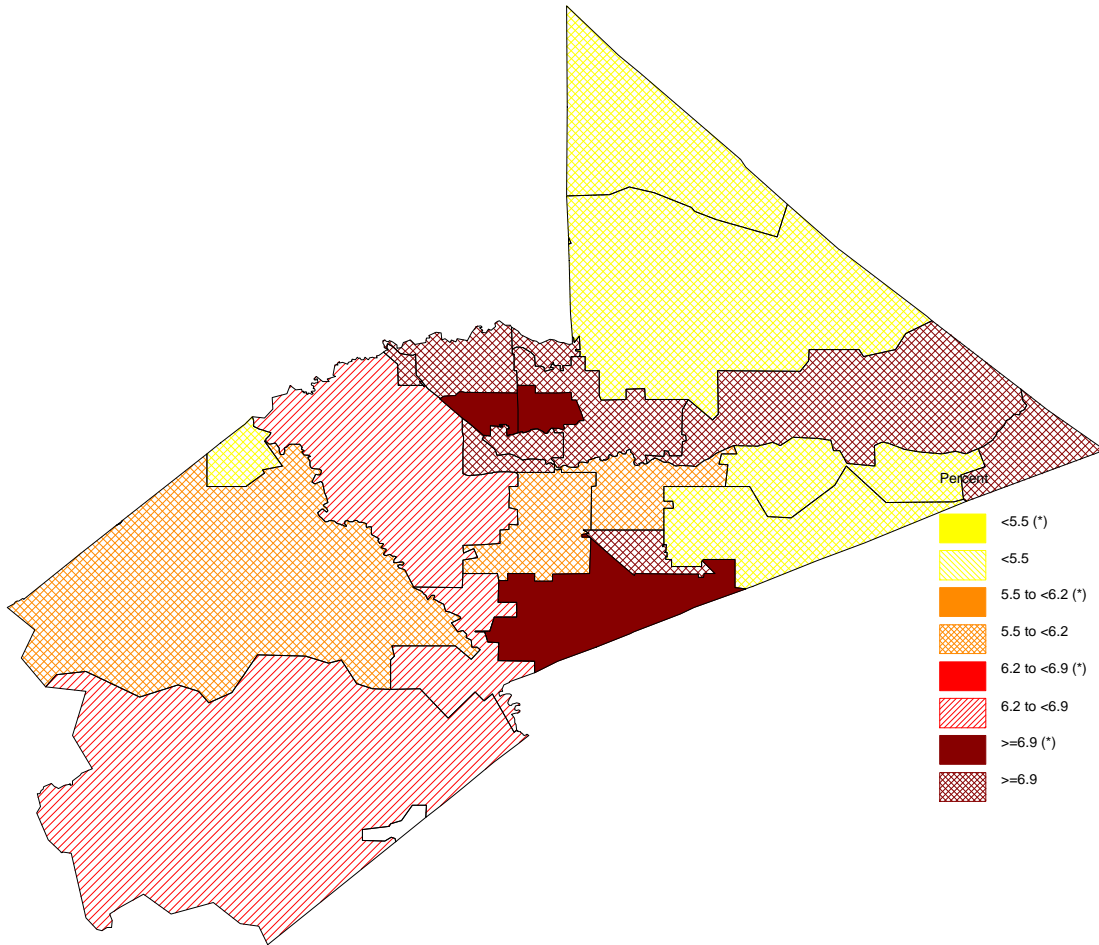 Percent
<5.5 (*)
<5.5
5.5 to <6.2 (*)
5.5 to <6.2
6.2 to <6.9 (*)
6.2 to <6.9
>=6.9 (*)
>=6.9